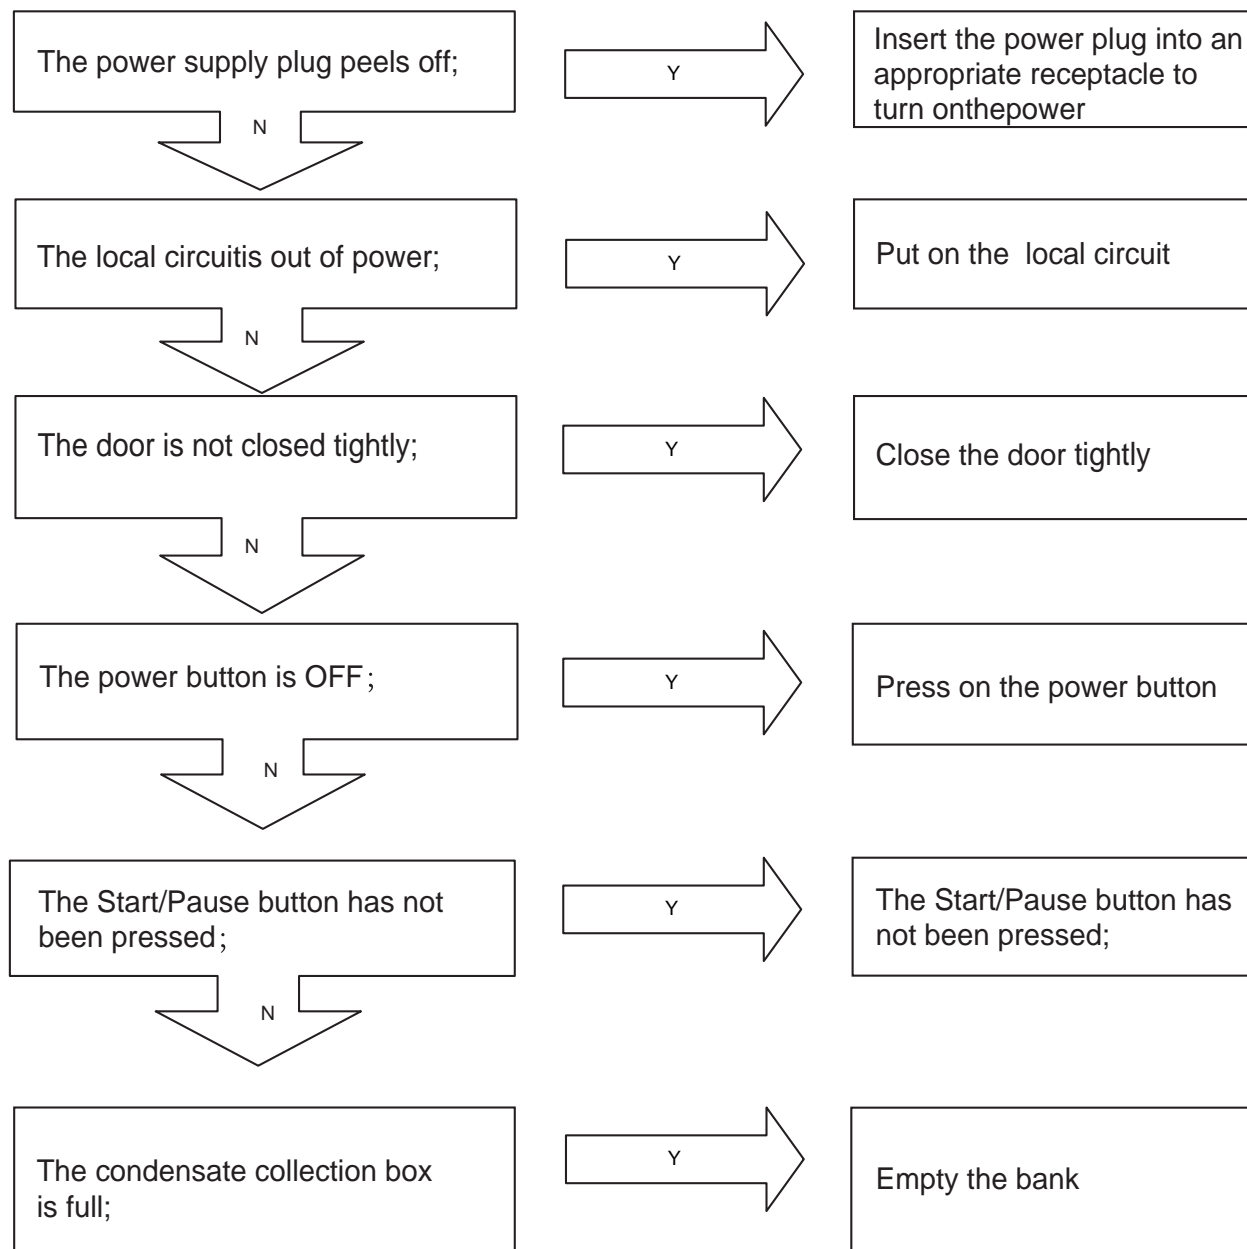 The power supply plug peels off;
Y
Insert the power plug into an
appropriate receptacle to
turn onthepower
N
The local circuitis out of power;
Y
Put on the  local circuit
N
The door is not closed tightly;
Y
Close the door tightly
N
The power button is OFF；
Y
Press on the power button
N
The Start/Pause button has not
been pressed；
Y
The Start/Pause button has
not been pressed;
N
The condensate collection box
is full;
Y
Empty the bank